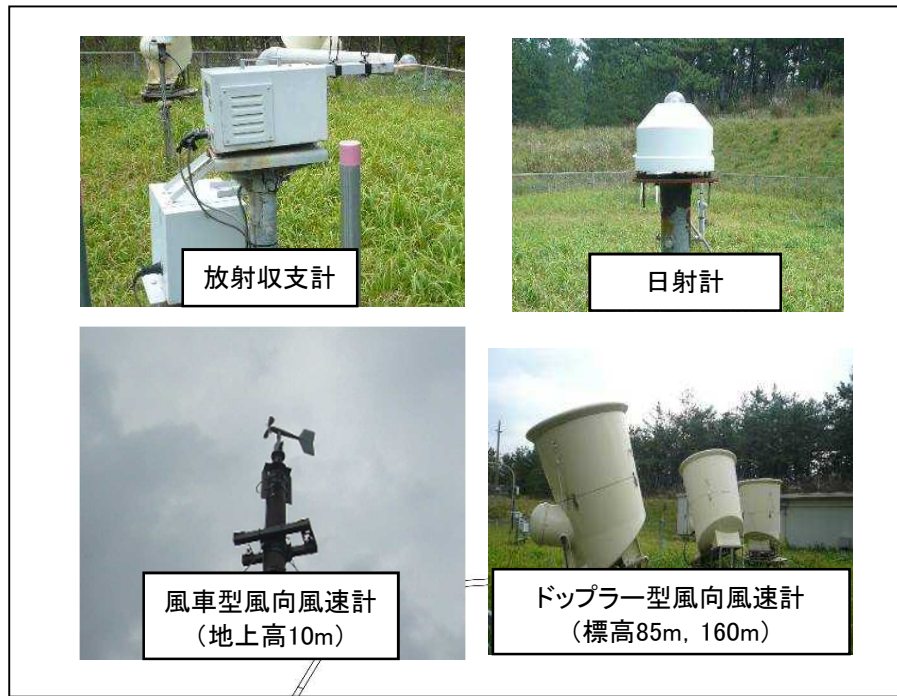 放射収支計
日射計
風車型風向風速計
（地上高10m）
ドップラー型風向風速計
（標高85m，160m）